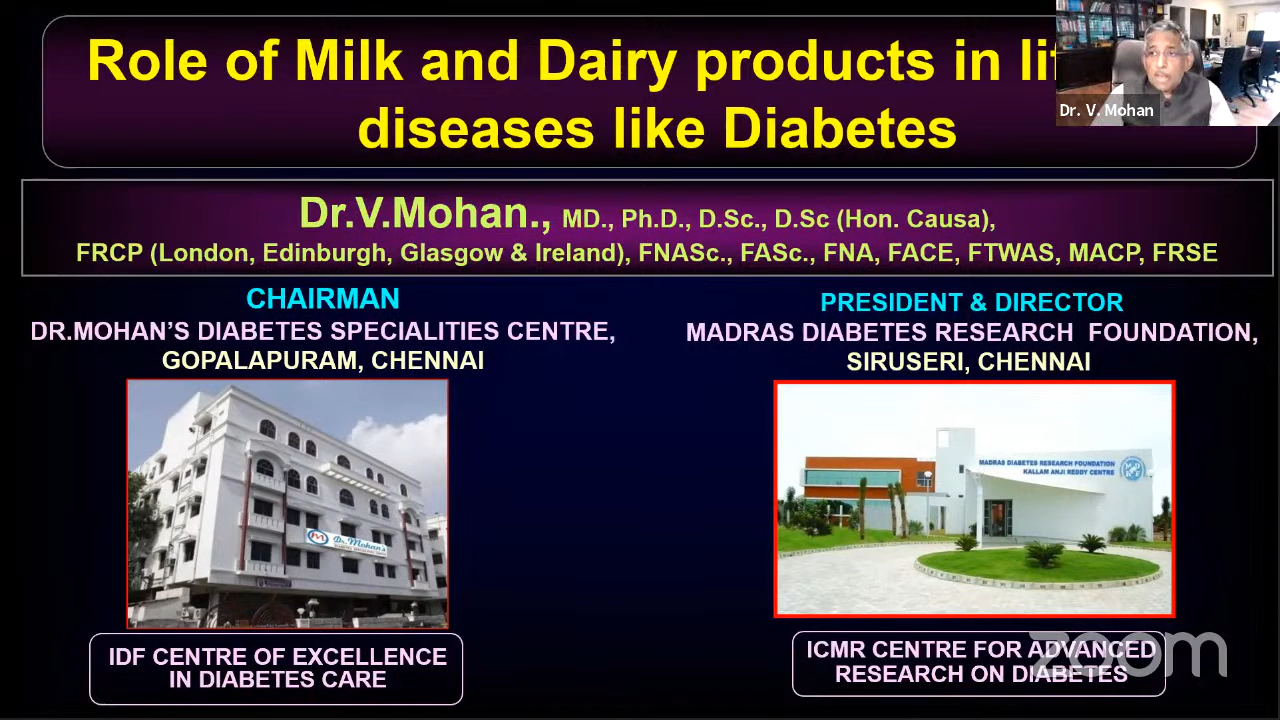 Role of Milk and Dairy products in
diseases like Diabetes
Dr. V. Mohan
Dr.V.Mohan., MD., Ph.D., D.Sc., D.Sc (Hon. Causa),
FRCP (London, Edinburgh, Glasgow & Ireland), FNASc., FASc., FNA, FACE, FTWAS, MACP, FRSE
CHAIRMAN
DR.MOHAN'S DIABETES SPECIALITIES CENTRE,
GOPALAPURAM, CHENNAI
Dr. Mohan's
IDF CENTRE OF EXCELLENCE
IN DIABETES CARE
PRESIDENT & DIRECTOR
MADRAS DIABETES RESEARCH FOUNDATION,
SIRUSERI, CHENNAI
MADRAS DIABETES RESEARCH FOUNDATION
KALLAM ANJI REDDY CENTRE
ICMR CENTRE FOR ADVANCED
RESEARCH ON DIABETES
zoom